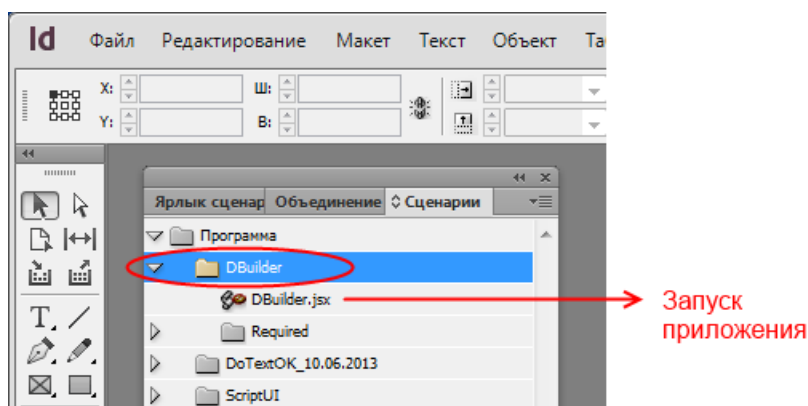 Id Файл Редактирование Макет Текст Объект Та
X: Ш:
Y: В:
Ярлык сценар Объединение Сценарии
Программа
DBuilder
DBuilder.jsx
Required
DoTextOK_10.06.2013
ScriptUI
Запуск
приложения